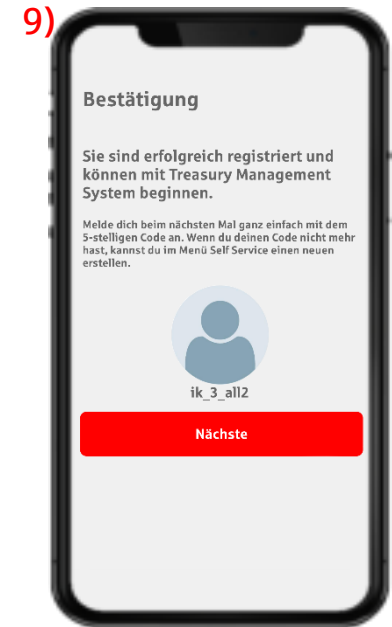 9)
Bestätigung
Sie sind erfolgreich registriert und
können mit Treasury Management
System beginnen.
Melde dich beim nächsten Mal ganz einfach mit dem
5-stelligen Code an. Wenn du deinen Code nicht mehr
hast, kannst du im Menü Self Service einen neuen
erstellen.
ik_3_all2
Nächste